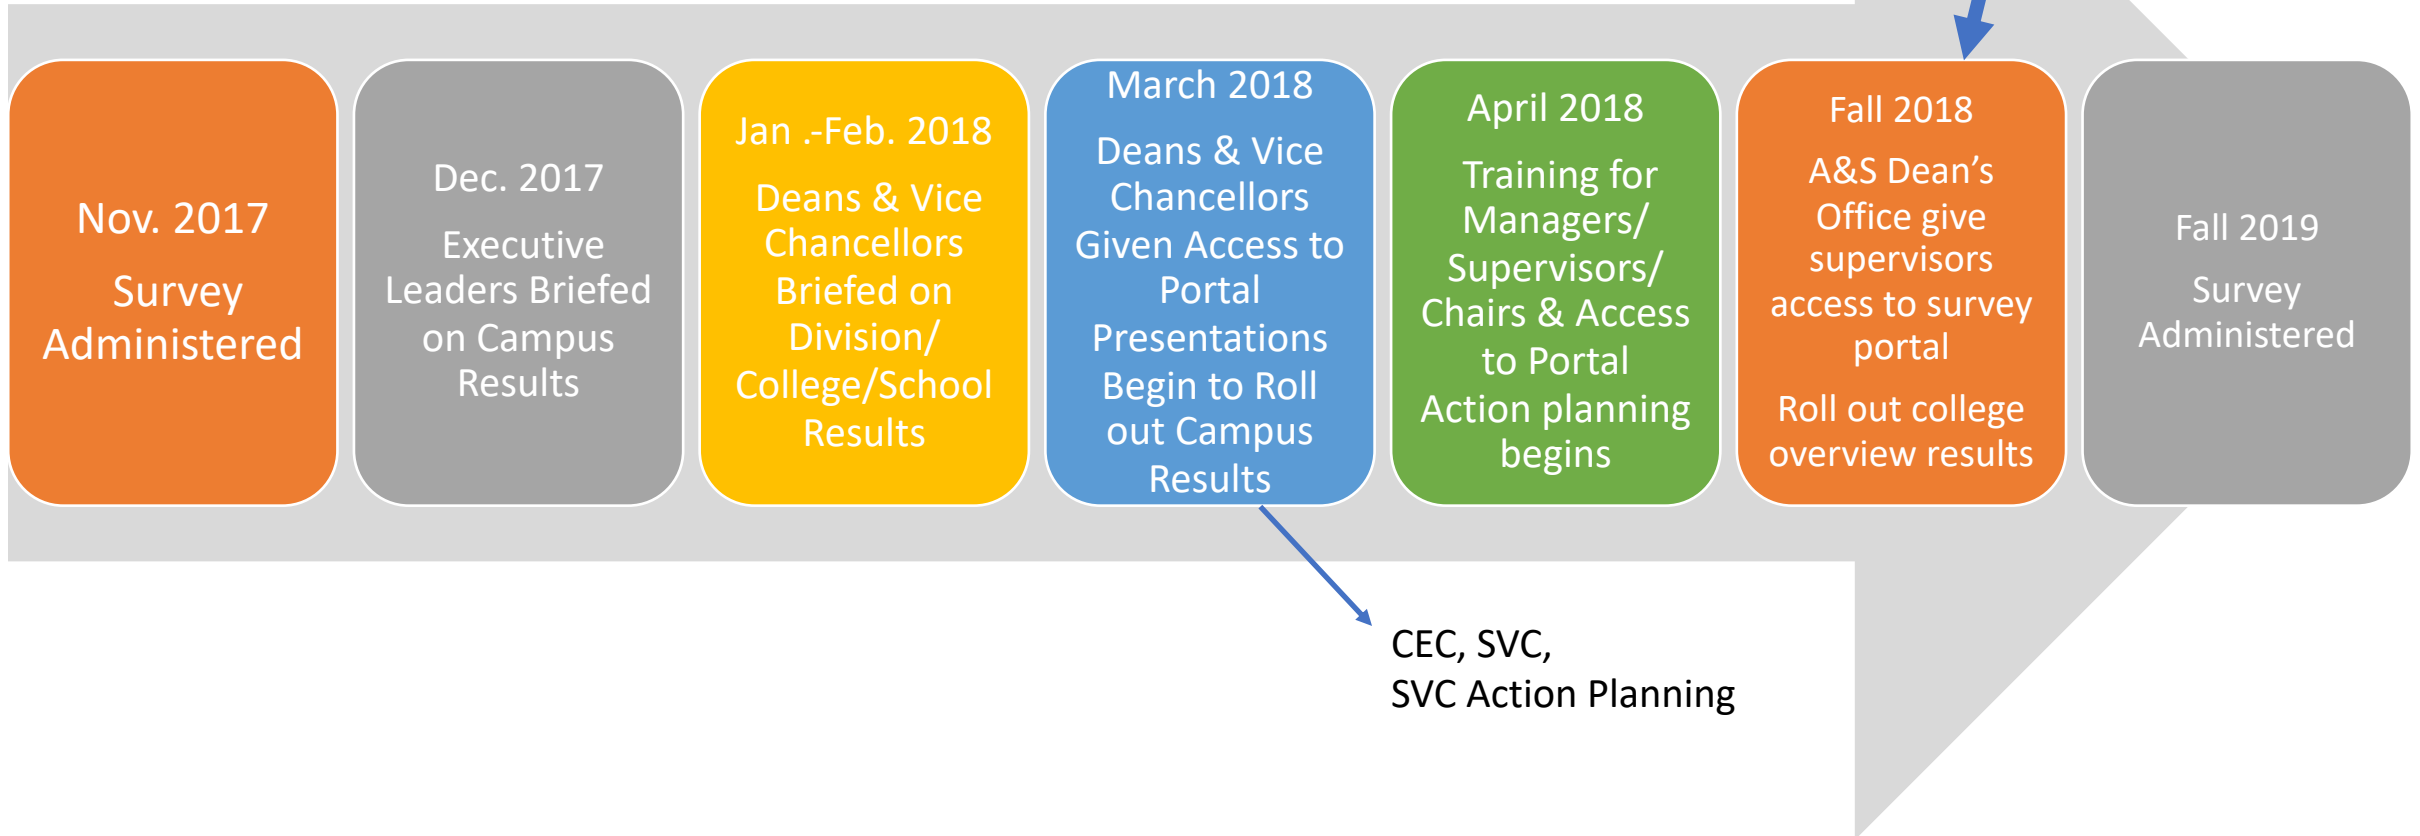 Nov. 2017
Survey
Administered
Dec. 2017
Executive
Leaders Briefed
on Campus
Results
Jan .-Feb. 2018
Deans & Vice
Chancellors
Briefed on
Division/
College/School
Results
March 2018
Deans & Vice
Chancellors
Given Access to
Portal
Presentations
Begin to Roll
out Campus
Results
April 2018
Training for
Managers/
Supervisors/
Chairs & Access
to Portal
Action planning
begins
Fall 2018
A&S Dean’s
Office give
supervisors
access to survey
portal
Roll out college
overview results
Fall 2019
Survey
Administered
CEC, SVC,
SVC Action Planning